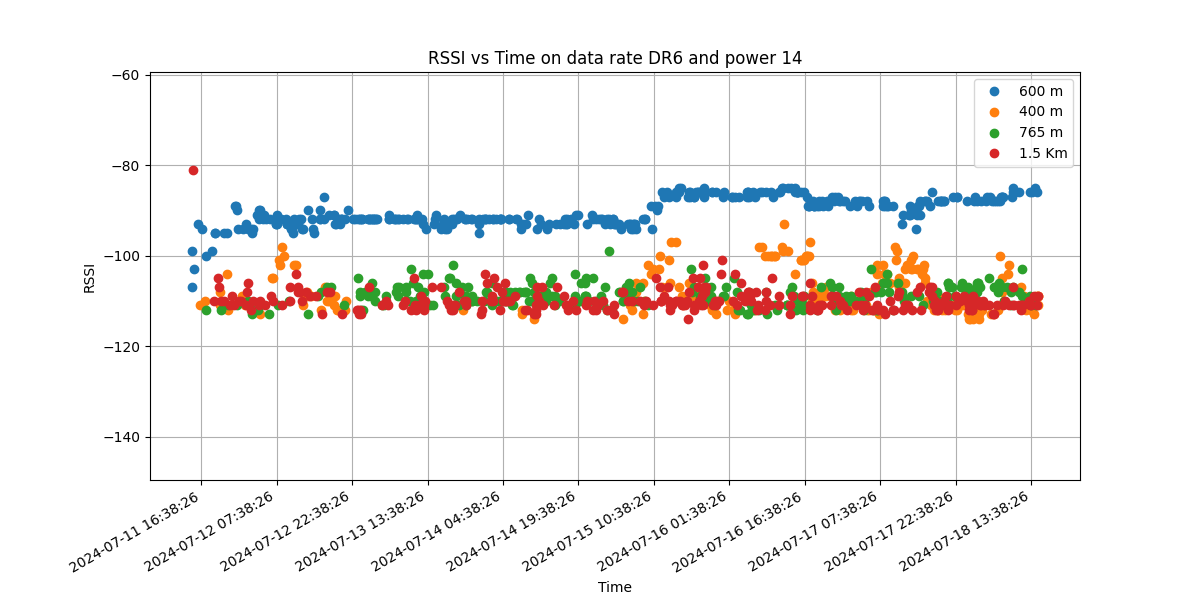 RSSI vs Time on data rate DR6 and power 14
−60
−80
−100
−120
−140
RSSI
600 m
400 m
765 m
1.5 Km
2024-07-11 16:38:26
2024-07-12 07:38:26
2024-07-12 22:38:26
2024-07-13 13:38:26
2024-07-14 04:38:26
2024-07-14 19:38:26
2024-07-15 10:38:26
2024-07-16 01:38:26
2024-07-16 16:38:26
2024-07-17 07:38:26
2024-07-17 22:38:26
2024-07-18 13:38:26
Time